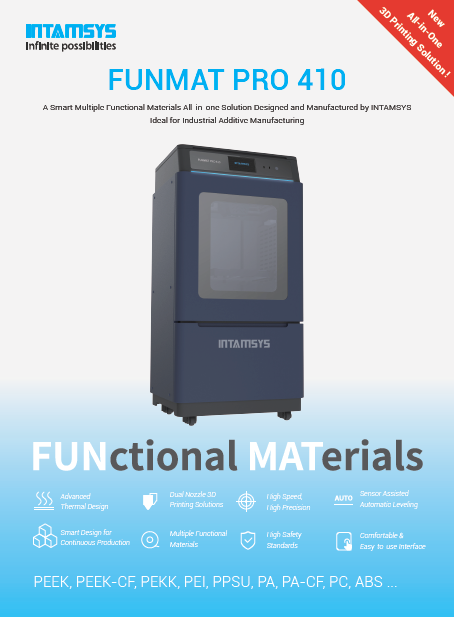 INTAMSYS
Infinite possibilities
New
All-in-One
3D Printing Solution !
FUNMAT PRO 410
A Smart Multiple Functional Materials All-in-one Solution Designed and Manufactured by INTAMSYS
Ideal for Industrial Additive Manufacturing
INTAMSYS
FUNctional MATerials
Advanced
Thermal Design
Dual Nozzle 3D
Printing Solutions
High Speed,
High Precision
AUTO
Sensor Assisted
Automatic Leveling
Smart Design for
Continuous Production
Multiple Functional
Materials
High Safety
Standards
Comfortable &
Easy-to-use Interface
PEEK, PEEK-CF, PEKK, PEI, PPSU, PA, PA-CF, PC, ABS ...